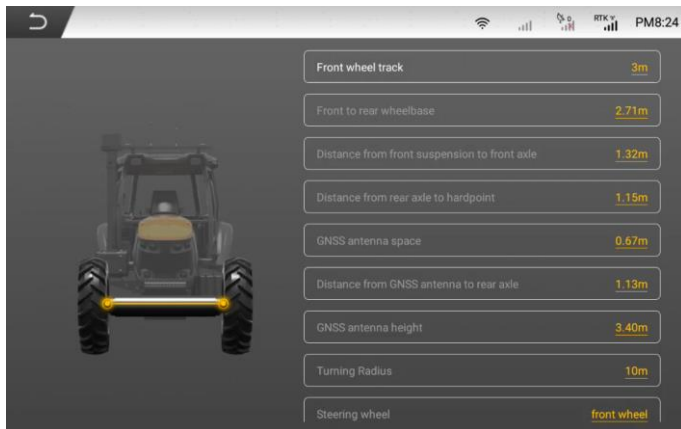 RTK
PM8:24
Front wheel track 3m
Front to rear wheelbase 2.71m
Distance from front suspension to front axle 1.32m
Distance from rear axle to hardpoint 1.15m
GNSS antenna space 0.67m
Distance from GNSS antenna to rear axle 1.13m
GNSS antenna height 3.40m
Turning Radius 10m
Steering wheel front wheel